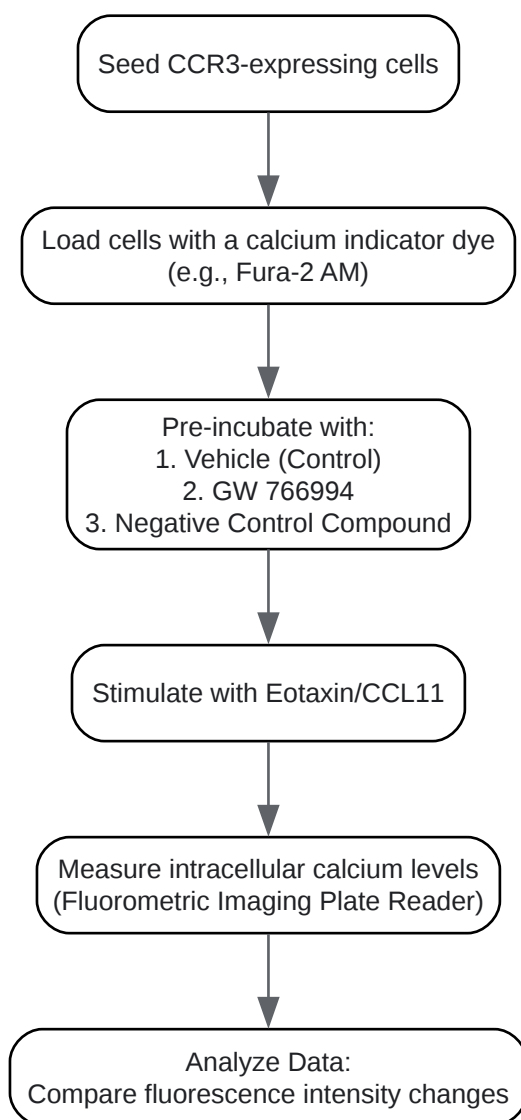 Seed CCR3-expressing cells
Load cells with a calcium indicator dye
(e.g., Fura-2 AM)
Pre-incubate with:
1. Vehicle (Control)
2. GW 766994
3. Negative Control Compound
Stimulate with Eotaxin/CCL11
Measure intracellular calcium levels
(Fluorometric Imaging Plate Reader)
Analyze Data:
Compare fluorescence intensity changes